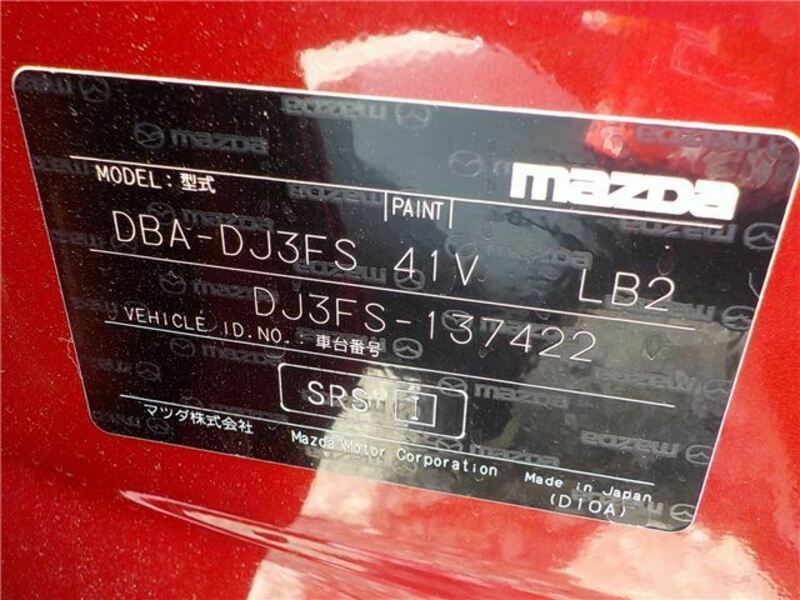 mazda
MODEL: 型式
PAINT
DBA-DJ3FS 41V LB2
DJ3FS-137422
VEHICLE ID.NO.: 車台番号
SRS I
マツダ株式会社
Mazda Motor Corporation
Made in Japan
(D10A)